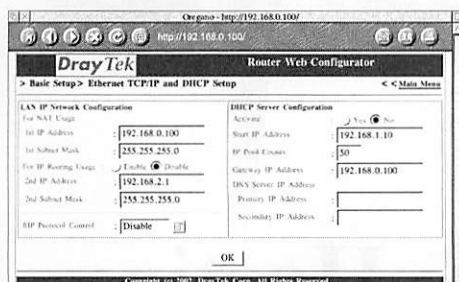 Oregano - http://192.168.0.100/
http://192.168.0.100/
DrayTek
Router Web Configurator
> Basic Setup > Ethernet TCP/IP and DHCP Setup
< < Main Menu
LAN IP Network Configuration
For NAT Usage
1st IP Address : 192.168.0.100
1st Subnet Mask : 255.255.255.0
For IP Routing Usage : Enable Disable
2nd IP Address : 192.168.2.1
2nd Subnet Mask : 255.255.255.0
RIP Protocol Control : Disable
DHCP Server Configuration
Activate : Yes No
Start IP Address : 192.168.1.10
IP Pool Counts : 50
Gateway IP Address : 192.168.0.100
DNS Server IP Address
Primary IP Address :
Secondary IP Address :
OK
Copyright (c) 2002, DrayTek Corp. All Rights Reserved.